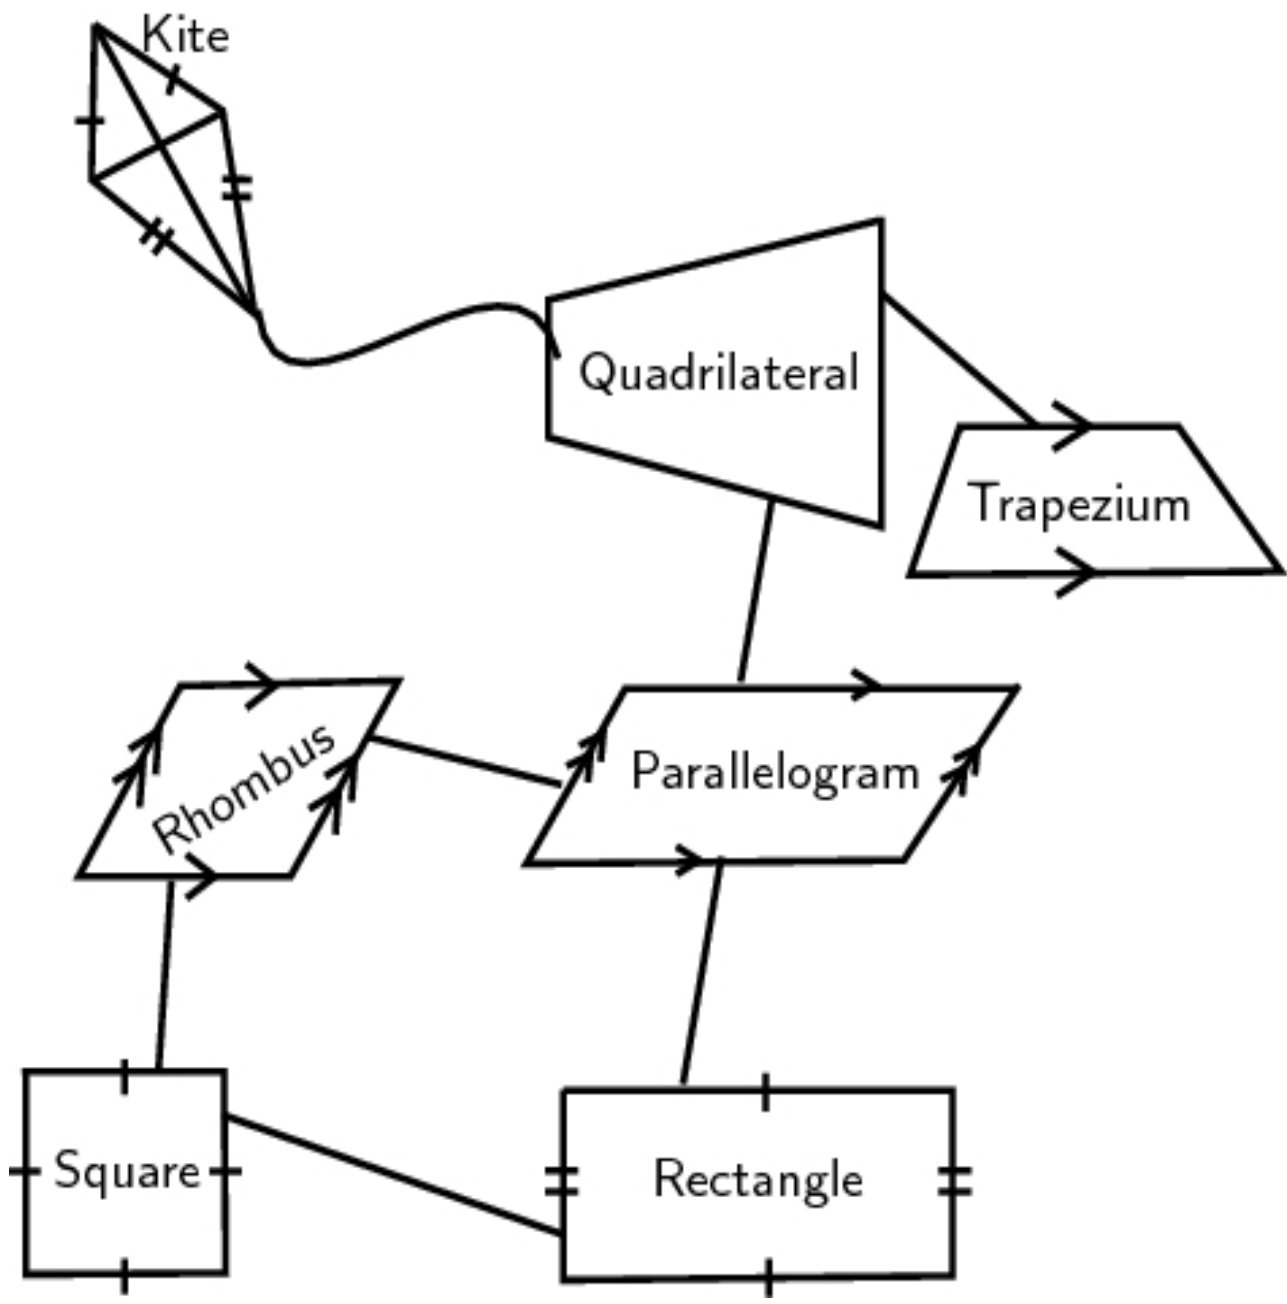 Kite
Quadrilateral
Trapezium
Rhombus
Parallelogram
Square
Rectangle